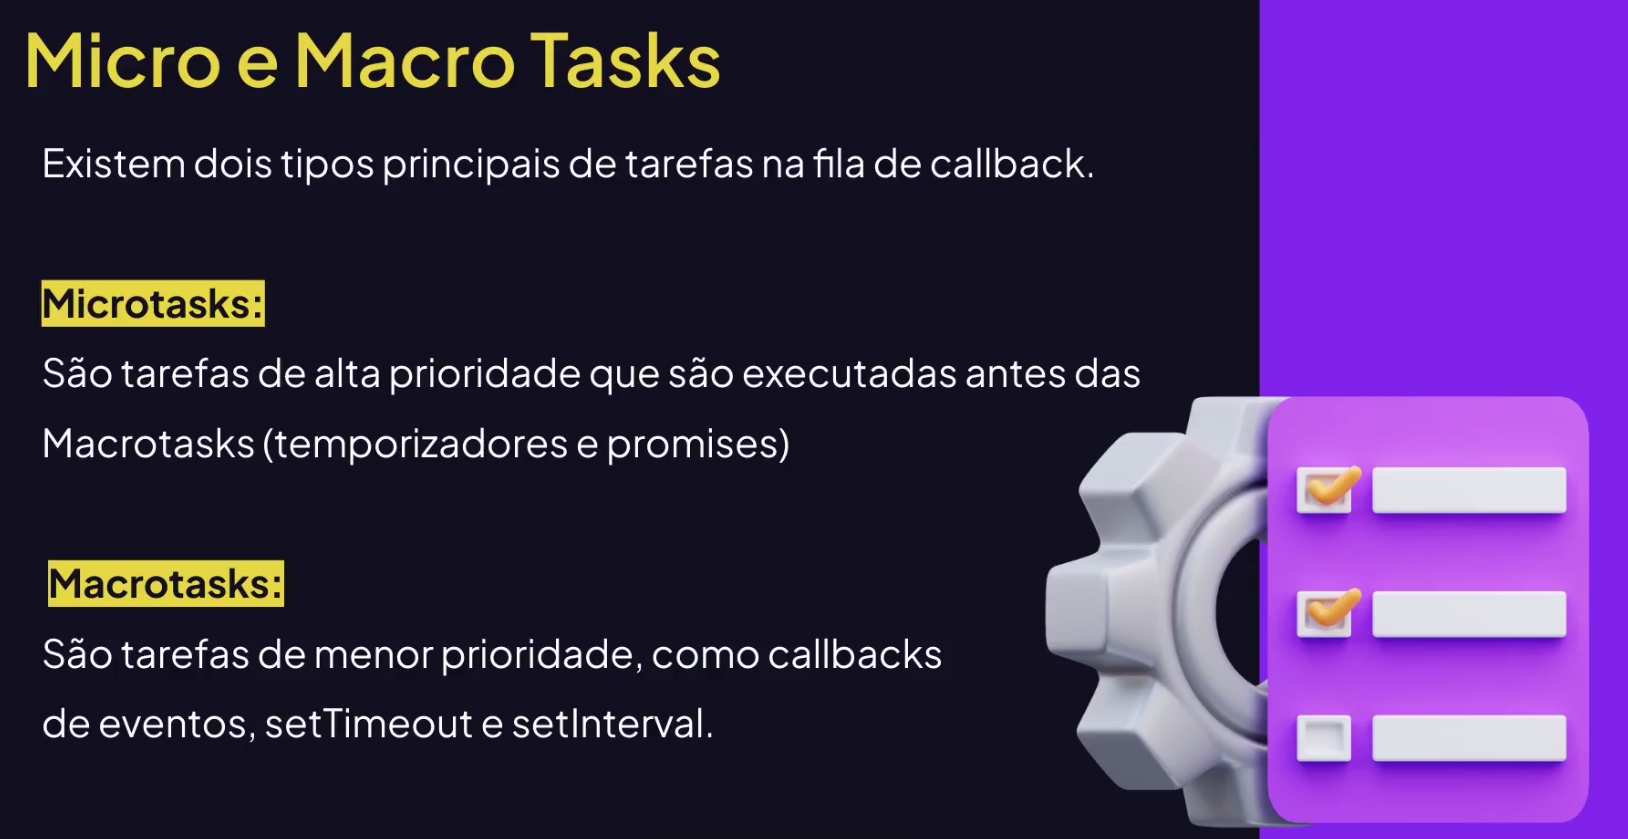 Micro e Macro Tasks
Existem dois tipos principais de tarefas na fila de callback.
Microtasks:
São tarefas de alta prioridade que são executadas antes das
Macrotasks (temporizadores e promises)
Macrotasks:
São tarefas de menor prioridade, como callbacks
de eventos, setTimeout e setInterval.